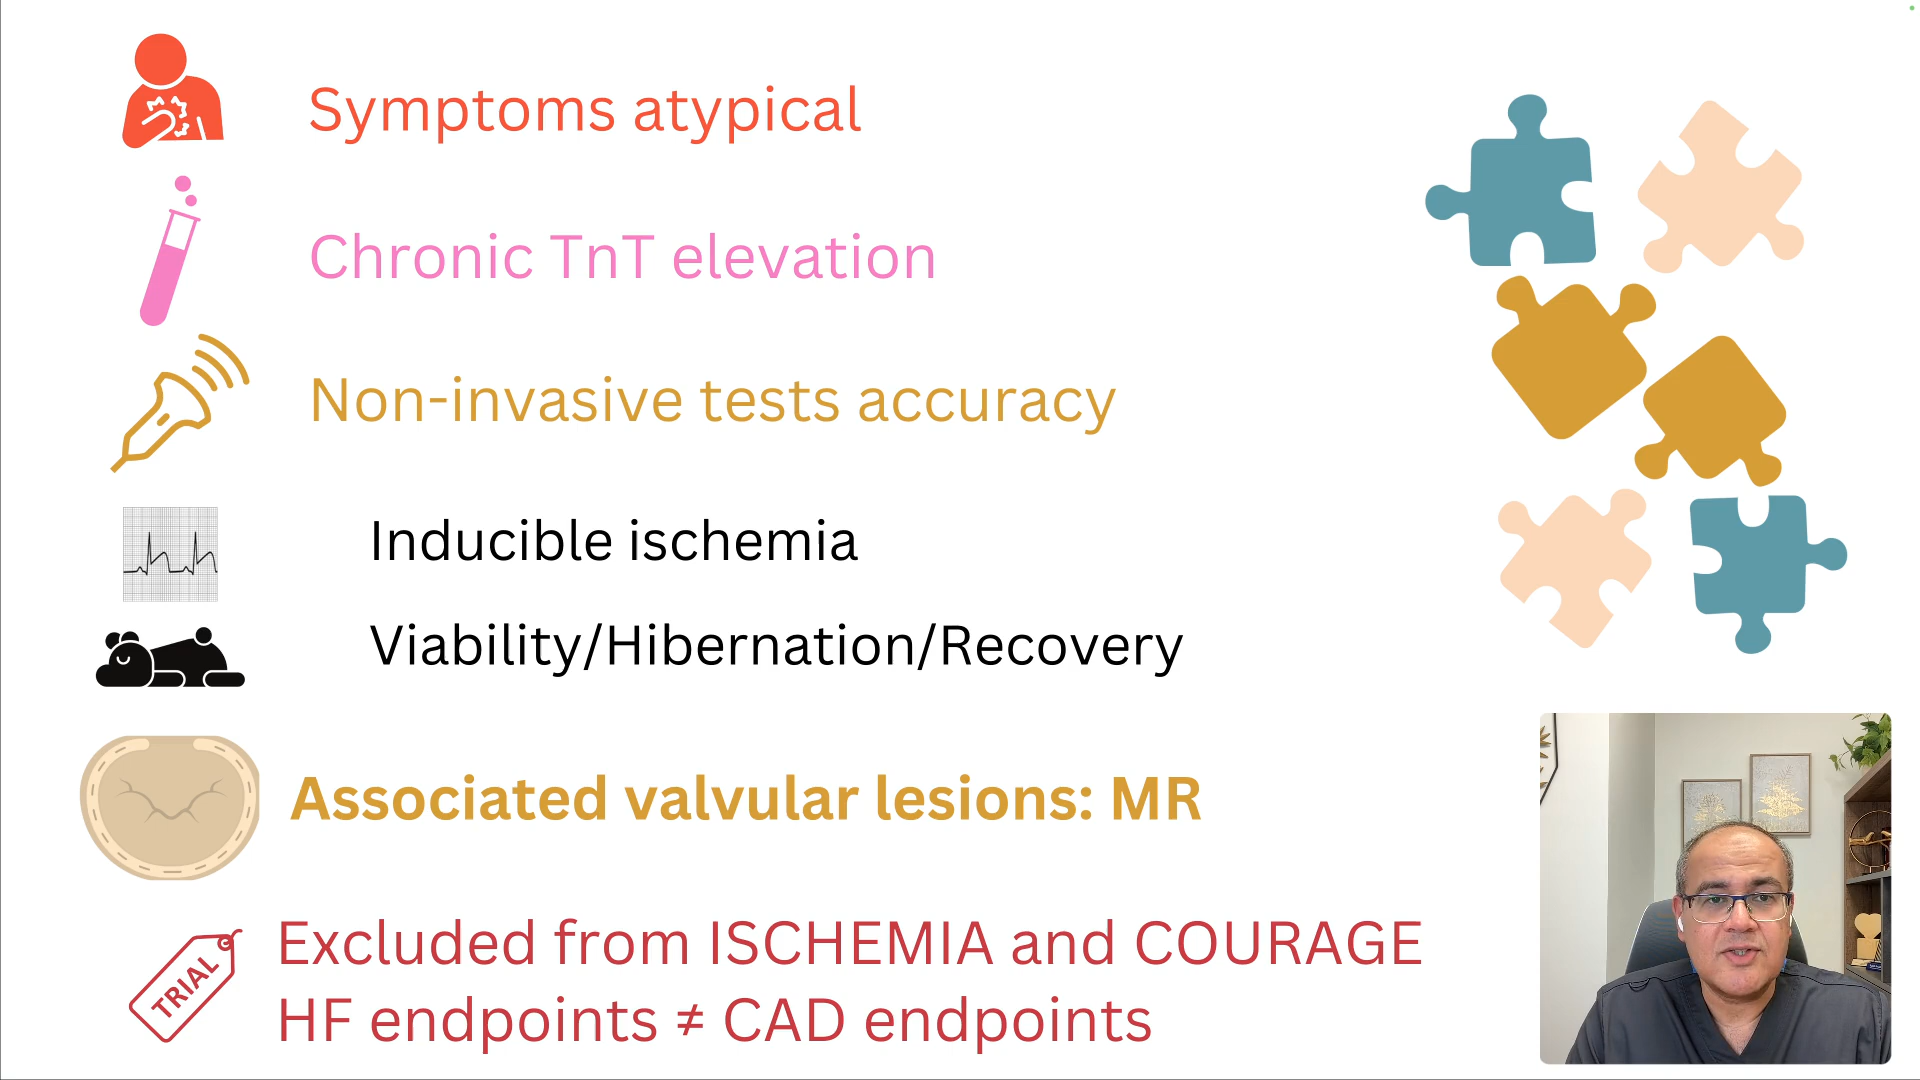 Symptoms atypical
Chronic TnT elevation
Non-invasive tests accuracy
Inducible ischemia
Viability/Hibernation/Recovery
Associated valvular lesions: MR
TRIAL
Excluded from ISCHEMIA and COURAGE
HF endpoints ≠ CAD endpoints